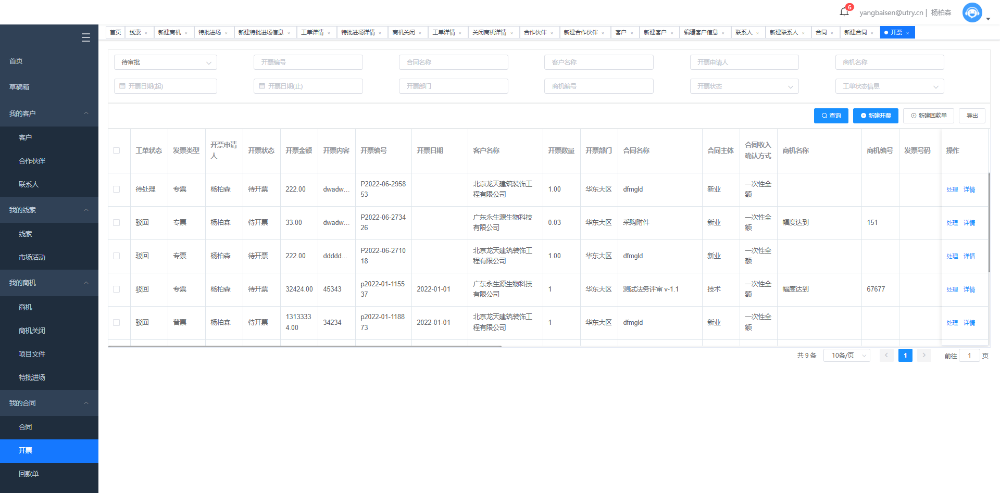 6
yangbaisen@utry.cn | 杨柏森
首页 线索 × 新建商机 × 特批进场 × 新建特批进场信息 × 工单详情 × 特批进场详情 × 商机关闭 × 工单详情 × 关闭商机详情 × 合作伙伴 × 新建合作伙伴 × 客户 × 新建客户 × 编辑客户信息 × 联系人 × 新建联系人 × 合同 × 新建合同 × 开票 ×
首页
草稿箱
我的客户
客户
合作伙伴
联系人
我的线索
线索
市场活动
我的商机
商机
商机关闭
项目文件
特批进场
我的合同
合同
开票
回款单
待审批 开票编号 合同名称 客户名称 开票申请人 商机名称
开票日期(起) 开票日期(止) 开票部门 商机编号 开票状态 工单状态信息
查询 新建开票 新建回款单 导出
工单状态 发票类型 开票申请人 开票状态 开票金额 开票内容 开票编号 开票日期 客户名称 开票数量 开票部门 合同名称 合同主体 合同收入确认方式 商机名称 商机编号 发票号码 操作
待处理 专票 杨柏森 待开票 222.00 dwadw... P2022-06-295853 北京龙天建筑装饰工程有限公司 1.00 华东大区 dfmgld 新业 一次性全额 处理 详情
驳回 专票 杨柏森 待开票 33.00 dwadw... P2022-06-273426 广东永生源生物科技有限公司 0.03 华东大区 采购附件 新业 一次性全额 幅度达到 151 处理 详情
驳回 专票 杨柏森 待开票 222.00 ddddd... P2022-06-271018 北京龙天建筑装饰工程有限公司 1.00 华东大区 dfmgld 新业 一次性全额 处理 详情
驳回 专票 杨柏森 待开票 32424.00 45343 p2022-01-115537 2022-01-01 广东永生源生物科技有限公司 1 华东大区 测试法务评审 v-1.1 技术 一次性全额 幅度达到 67677 处理 详情
驳回 普票 杨柏森 待开票 13133334.00 34234 p2022-01-118873 2022-01-01 北京龙天建筑装饰工程有限公司 1 华东大区 dfmgld 新业 一次性全额 处理 详情
共 9 条 10条/页 1 前往 1 页